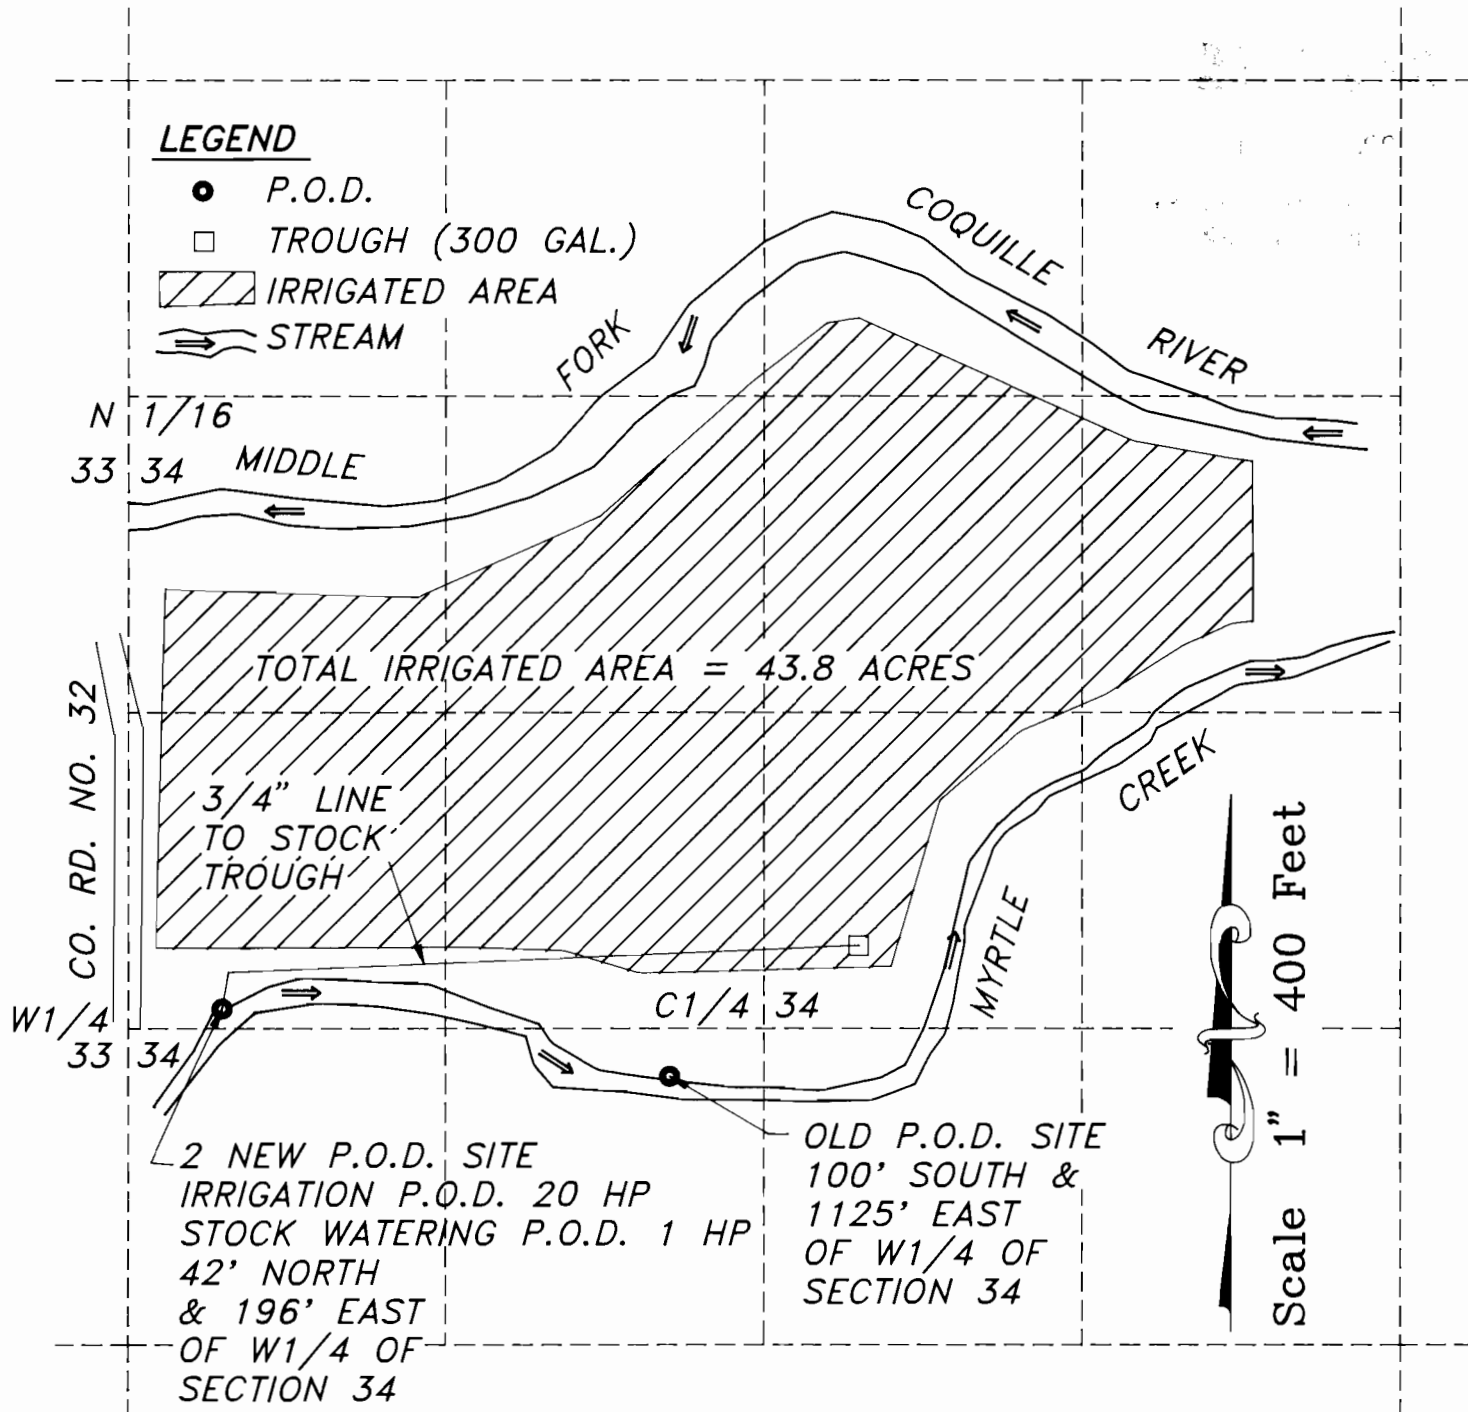 LEGEND
P.O.D.
TROUGH (300 GAL.)
IRRIGATED AREA
STREAM
COQUILLE
RIVER
FORK
MIDDLE
N 1/16
33 34
TOTAL IRRIGATED AREA = 43.8 ACRES
CO. RD. NO. 32
3/4" LINE
TO STOCK
TROUGH
CREEK
MYRTLE
W1/4
33 34
C1/4 34
2 NEW P.O.D. SITE
IRRIGATION P.O.D. 20 HP
STOCK WATERING P.O.D. 1 HP
42' NORTH
& 196' EAST
OF W1/4 OF
SECTION 34
OLD P.O.D. SITE
100' SOUTH &
1125' EAST
OF W1/4 OF
SECTION 34
Scale 1" = 400 Feet